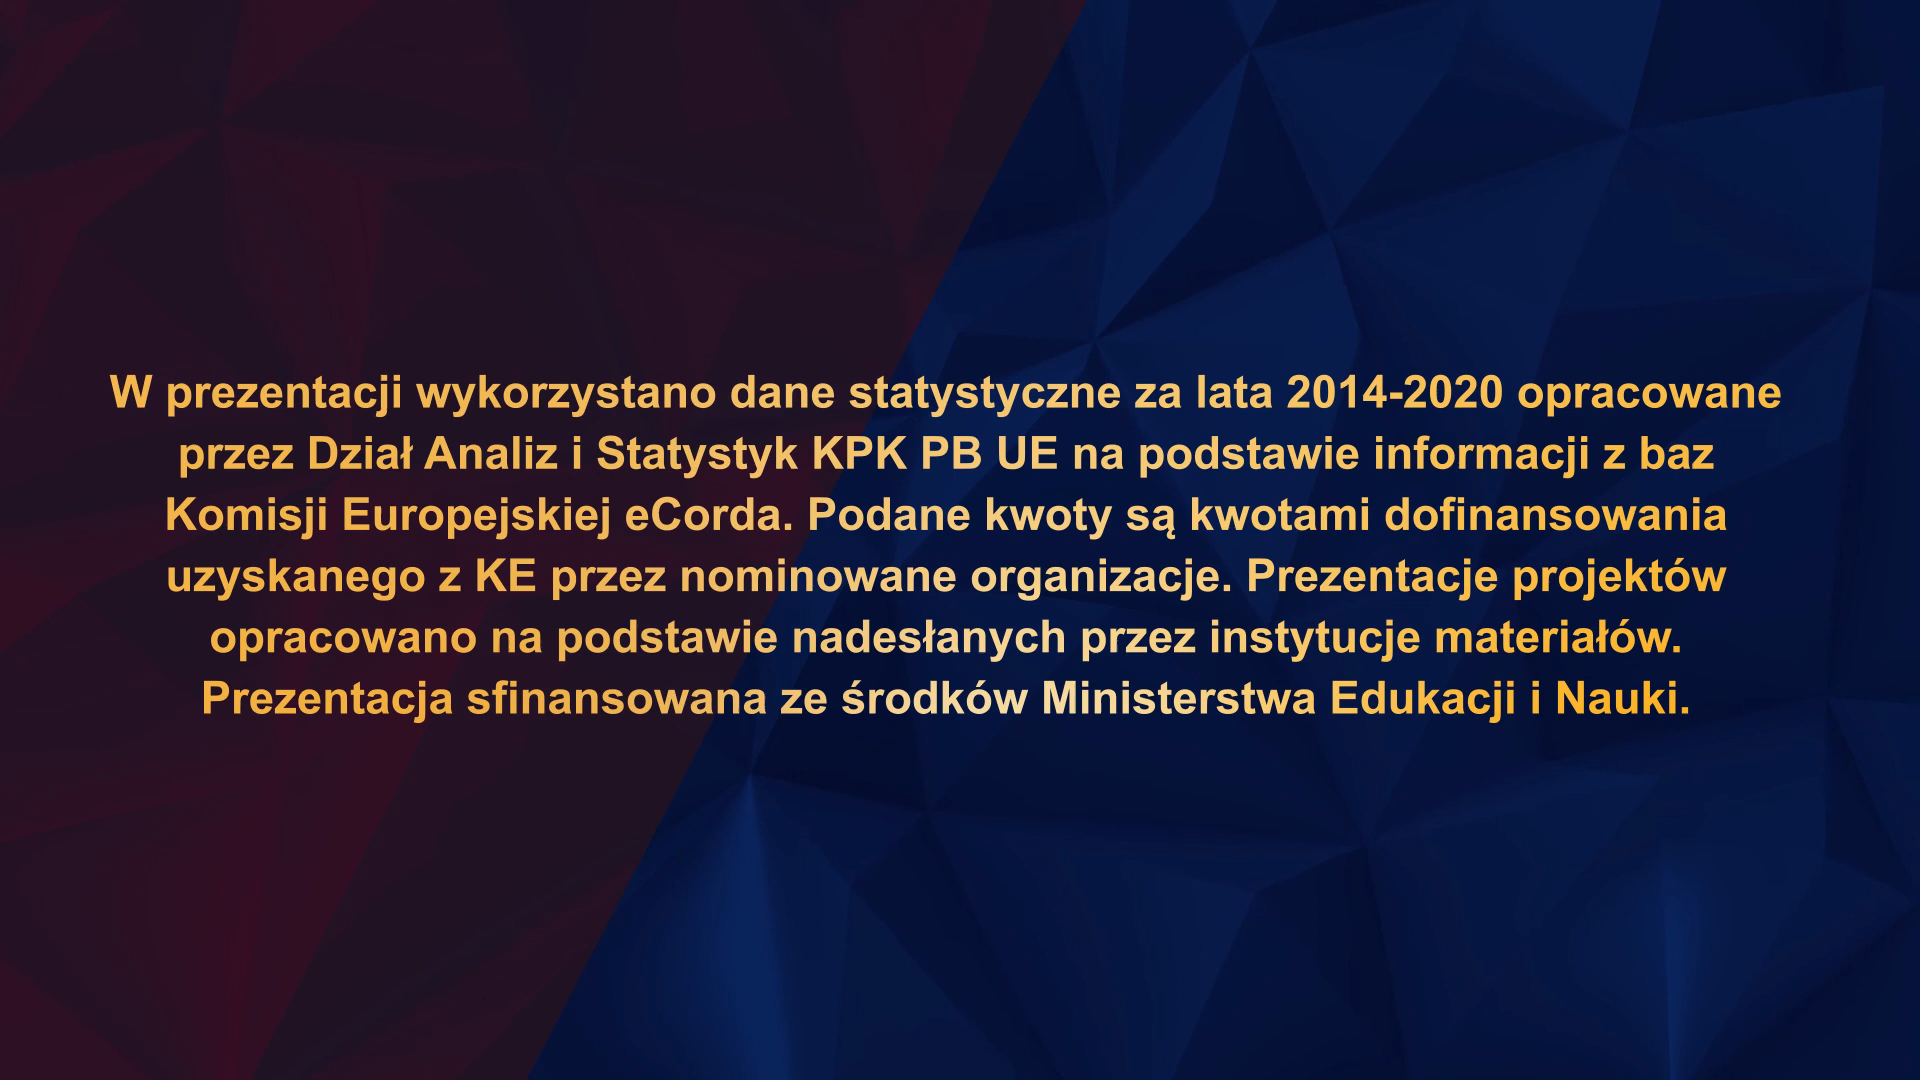 W prezentacji wykorzystano dane statystyczne za lata 2014-2020 opracowane
przez Dział Analiz i Statystyk KPK PB UE na podstawie informacji z baz
Komisji Europejskiej eCorda. Podane kwoty są kwotami dofinansowania
uzyskanego z KE przez nominowane organizacje. Prezentacje projektów
opracowano na podstawie nadesłanych przez instytucje materiałów.
Prezentacja sfinansowana ze środków Ministerstwa Edukacji i Nauki.